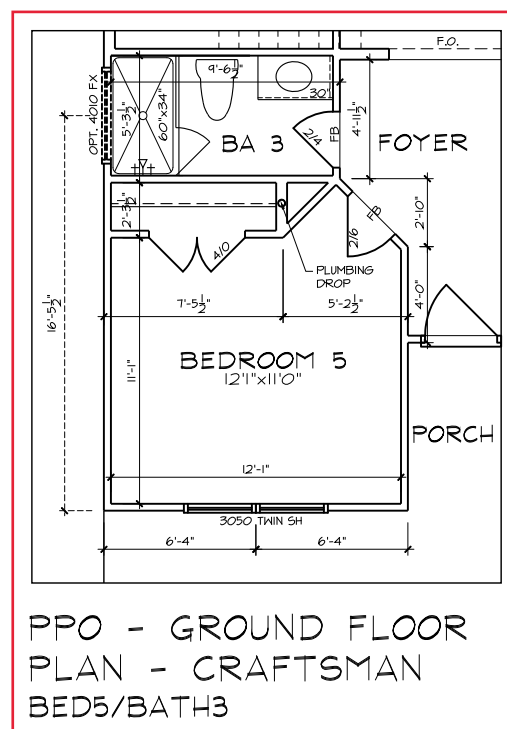 F.O.
9'-6½"
30"
OPT. 4010 FX
5'-3½"
60"x34"
BA 3
2/4
FB
4'-11½"
FOYER
2'-3½"
4/0
2/6
FB
2'-10"
PLUMBING
DROP
16'-5½"
7'-5½"
5'-2½"
4'-0"
11'-1"
BEDROOM 5
12'1"x11'0"
PORCH
12'-1"
3050 TWIN SH
6'-4"
6'-4"
PPO - GROUND FLOOR
PLAN - CRAFTSMAN
BED5/BATH3